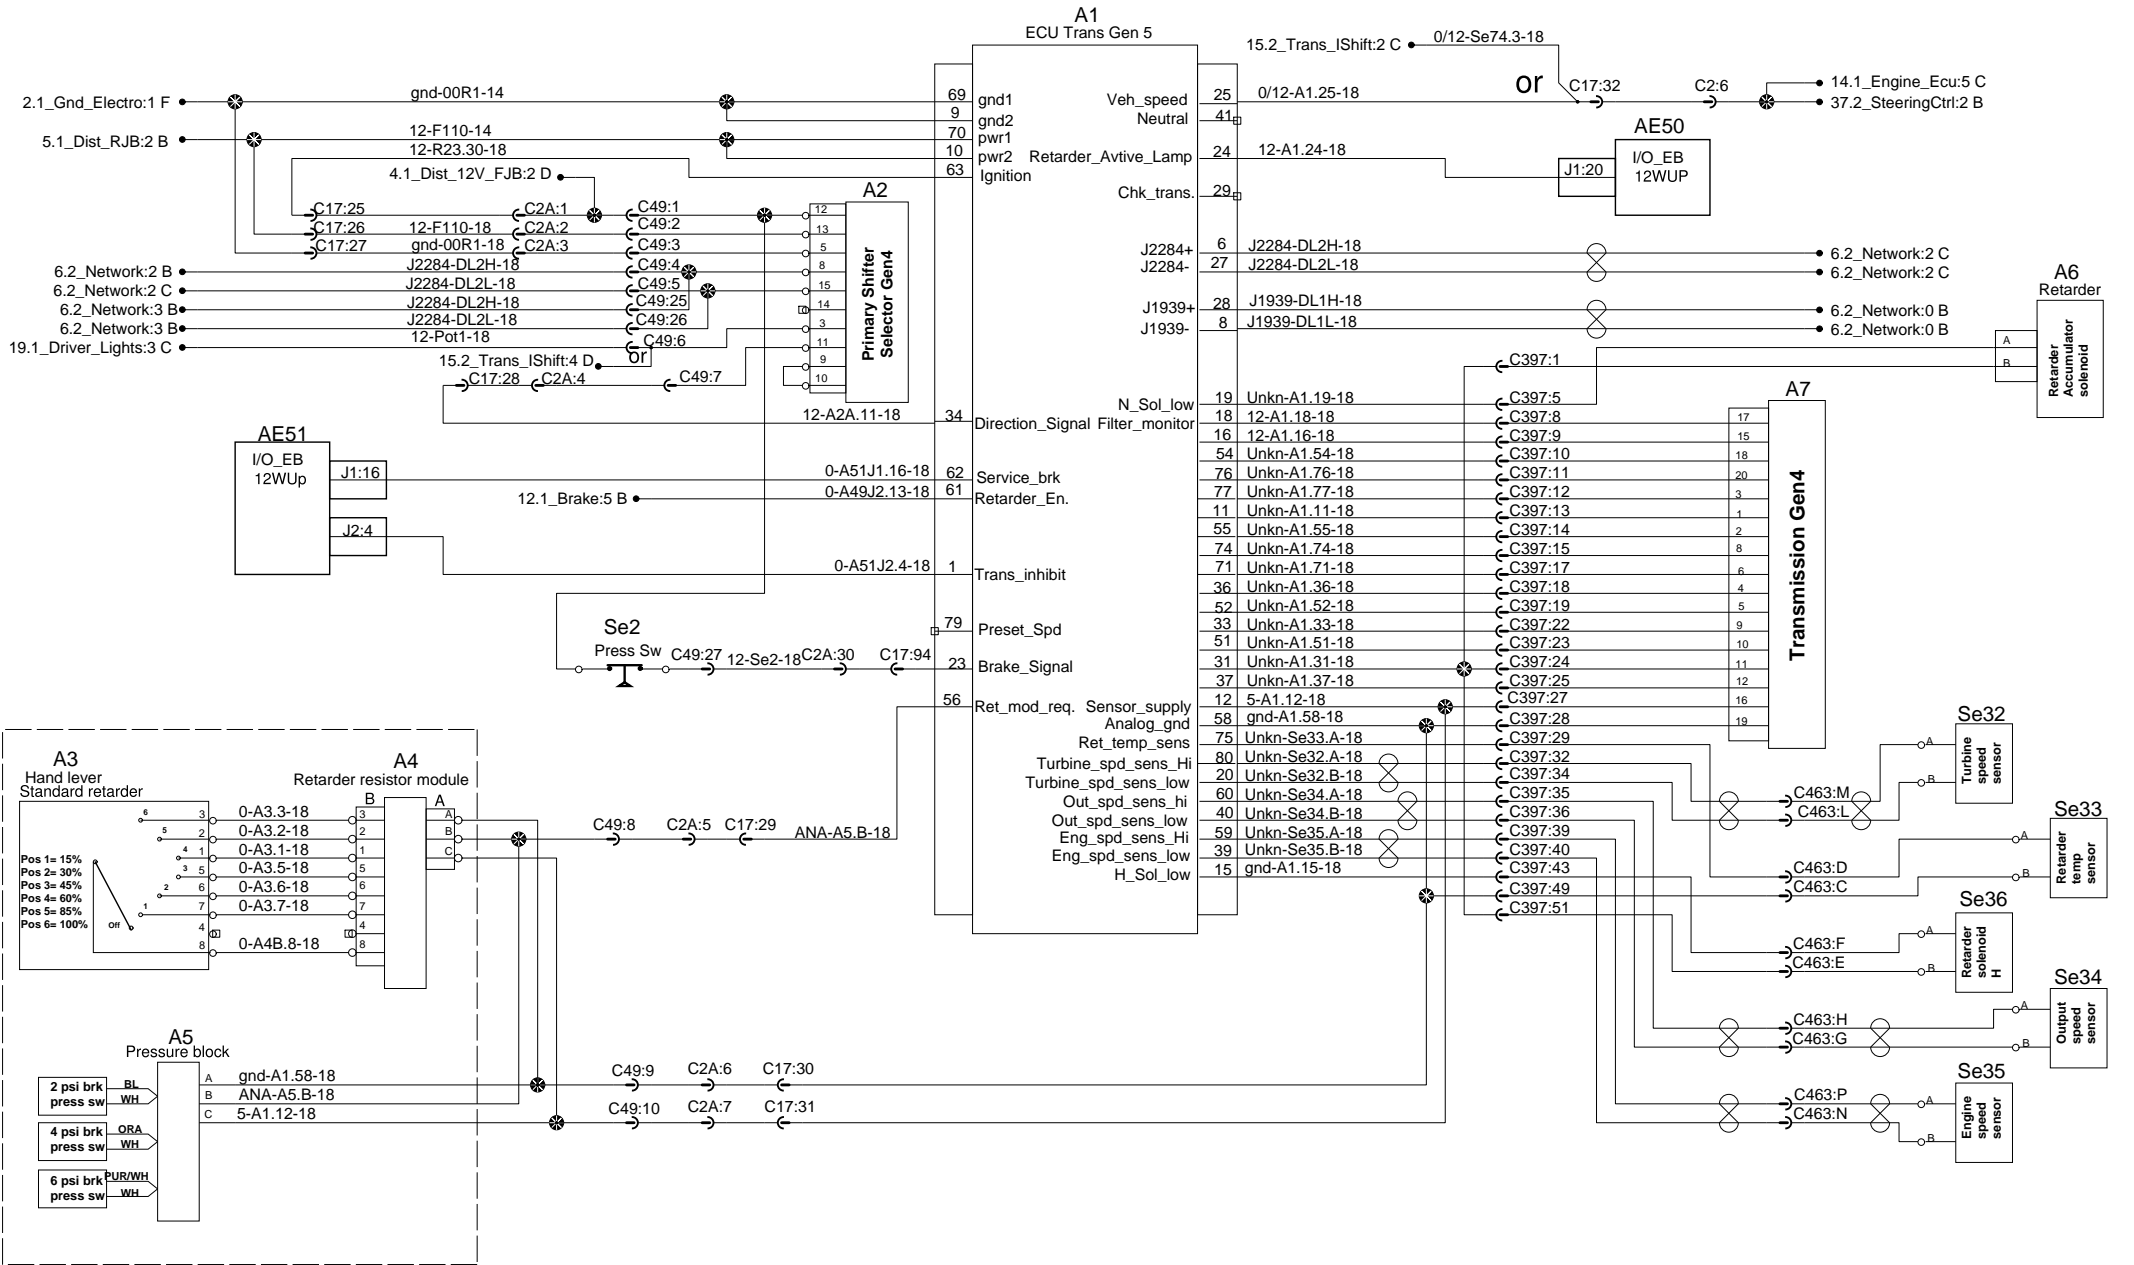 A1
ECU Trans Gen 5
15.2_Trans_IShift:2 C
0/12-Se74.3-18
or
C17:32
C2:6
14.1_Engine_Ecu:5 C
37.2_SteeringCtrl:2 B
2.1_Gnd_Electro:1 F
gnd-00R1-14
69
gnd1
9
gnd2
5.1_Dist_RJB:2 B
12-F110-14
70
pwr1
12-R23.30-18
10
pwr2
4.1_Dist_12V_FJB:2 D
63
Ignition
Veh_speed
25
0/12-A1.25-18
Neutral
41
Retarder_Avtive_Lamp
24
12-A1.24-18
Chk_trans.
29
AE50
I/O_EB
12WUP
J1:20
A2
Primary Shifter
Selector Gen4
C17:25
C2A:1
C49:1
12
C17:26
12-F110-18
C2A:2
C49:2
13
C17:27
gnd-00R1-18
C2A:3
C49:3
5
6.2_Network:2 B
J2284-DL2H-18
C49:4
8
6.2_Network:2 C
J2284-DL2L-18
C49:5
15
6.2_Network:3 B
J2284-DL2H-18
C49:25
14
6.2_Network:3 B
J2284-DL2L-18
C49:26
3
19.1_Driver_Lights:3 C
12-Pot1-18
C49:6
11
or
15.2_Trans_IShift:4 D
9
C17:28
C2A:4
C49:7
10
12-A2A.11-18
34
Direction_Signal
J2284+
6
J2284-DL2H-18
6.2_Network:2 C
J2284-
27
J2284-DL2L-18
6.2_Network:2 C
J1939+
28
J1939-DL1H-18
6.2_Network:0 B
J1939-
8
J1939-DL1L-18
6.2_Network:0 B
A6
Retarder
A
B
Retarder
Accumulator
solenoid
C397:1
A7
Transmission Gen4
N_Sol_low
19
Unkn-A1.19-18
C397:5
Filter_monitor
18
12-A1.18-18
C397:8
17
16
12-A1.16-18
C397:9
15
54
Unkn-A1.54-18
C397:10
18
76
Unkn-A1.76-18
C397:11
20
77
Unkn-A1.77-18
C397:12
3
11
Unkn-A1.11-18
C397:13
1
55
Unkn-A1.55-18
C397:14
2
74
Unkn-A1.74-18
C397:15
8
71
Unkn-A1.71-18
C397:17
6
36
Unkn-A1.36-18
C397:18
4
52
Unkn-A1.52-18
C397:19
5
33
Unkn-A1.33-18
C397:22
9
51
Unkn-A1.51-18
C397:23
10
31
Unkn-A1.31-18
C397:24
11
37
Unkn-A1.37-18
C397:25
12
Sensor_supply
12
5-A1.12-18
C397:27
16
Analog_gnd
58
gnd-A1.58-18
C397:28
19
Ret_temp_sens
75
Unkn-Se33.A-18
C397:29
Turbine_spd_sens_Hi
80
Unkn-Se32.A-18
C397:32
Turbine_spd_sens_low
20
Unkn-Se32.B-18
C397:34
Out_spd_sens_hi
60
Unkn-Se34.A-18
C397:35
Out_spd_sens_low
40
Unkn-Se34.B-18
C397:36
Eng_spd_sens_Hi
59
Unkn-Se35.A-18
C397:39
Eng_spd_sens_low
39
Unkn-Se35.B-18
C397:40
H_Sol_low
15
gnd-A1.15-18
C397:43
C397:49
C397:51
AE51
I/O_EB
12WUp
J1:16
J2:4
0-A51J1.16-18
62
Service_brk
12.1_Brake:5 B
0-A49J2.13-18
61
Retarder_En.
0-A51J2.4-18
1
Trans_inhibit
79
Preset_Spd
Se2
Press Sw
C49:27
12-Se2-18
C2A:30
C17:94
23
Brake_Signal
56
Ret_mod_req.
Se32
A
B
Turbine
speed
sensor
C463:M
C463:L
Se33
A
B
Retarder
temp
sensor
C463:D
C463:C
Se36
A
B
Retarder
solenoid
H
C463:F
C463:E
Se34
A
B
Output
speed
sensor
C463:H
C463:G
Se35
A
B
Engine
speed
sensor
C463:P
C463:N
A3
Hand lever
Standard retarder
Pos 1= 15%
Pos 2= 30%
Pos 3= 45%
Pos 4= 60%
Pos 5= 85%
Pos 6= 100%
Off
6
5
4
3
2
1
A4
Retarder resistor module
B
A
3
0-A3.3-18
3
2
0-A3.2-18
2
1
0-A3.1-18
1
5
0-A3.5-18
5
6
0-A3.6-18
6
7
0-A3.7-18
7
4
4
8
0-A4B.8-18
8
A
B
C
C49:8
C2A:5
C17:29
ANA-A5.B-18
A5
Pressure block
2 psi brk
press sw
BL
WH
4 psi brk
press sw
ORA
WH
6 psi brk
press sw
PUR/WH
WH
A
gnd-A1.58-18
C49:9
C2A:6
C17:30
B
ANA-A5.B-18
C
5-A1.12-18
C49:10
C2A:7
C17:31